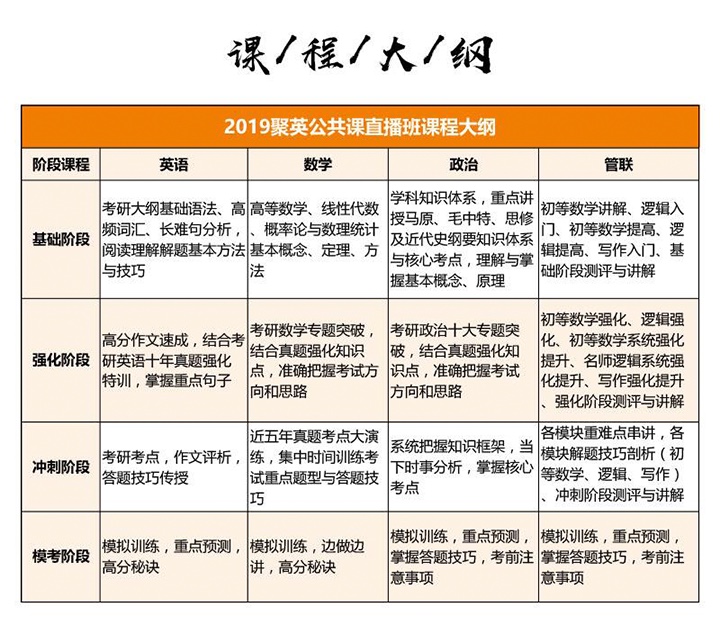 课/程/大/纲
2019聚英公共课直播班课程大纲
阶段课程
英语
数学
政治
管联
基础阶段
考研大纲基础语法、高
频词汇、长难句分析，
阅读理解解题基本方法
与技巧
高等数学、线性代数
、概率论与数理统计
基本概念、定理、方
法
学科知识体系，重点讲
授马原、毛中特、思修
及近代史纲要知识体系
与核心考点，理解与掌
握基本概念、原理
初等数学讲解、逻辑入
门、初等数学提高、逻
辑提高、写作入门、基
础阶段测评与讲解
强化阶段
高分作文速成，结合考
研英语十年真题强化
特训，掌握重点句子
考研数学专题突破，
结合真题强化知识
点，准确把握考试方
向和思路
考研政治十大专题突
破，结合真题强化知
识点，准确把握考试
方向和思路
初等数学强化、逻辑强
化、初等数学系统强化
提升、名师逻辑系统强
化提升、写作强化提升
、强化阶段测评与讲解
冲刺阶段
考研考点，作文评析，
答题技巧传授
近五年真题考点大演
练，集中时间训练考
试重点题型与答题技
巧
系统把握知识框架，当
下时事分析，掌握核心
考点
各模块重难点串讲，各
模块解题技巧剖析（初
等数学、逻辑、写作）
、冲刺阶段测评与讲解
模考阶段
模拟训练，重点预测，
高分秘诀
模拟训练，边做边
讲，高分秘诀
模拟训练，重点预测，
掌握答题技巧，考前注
意事项
模拟训练，重点预测，
掌握答题技巧，考前注
意事项